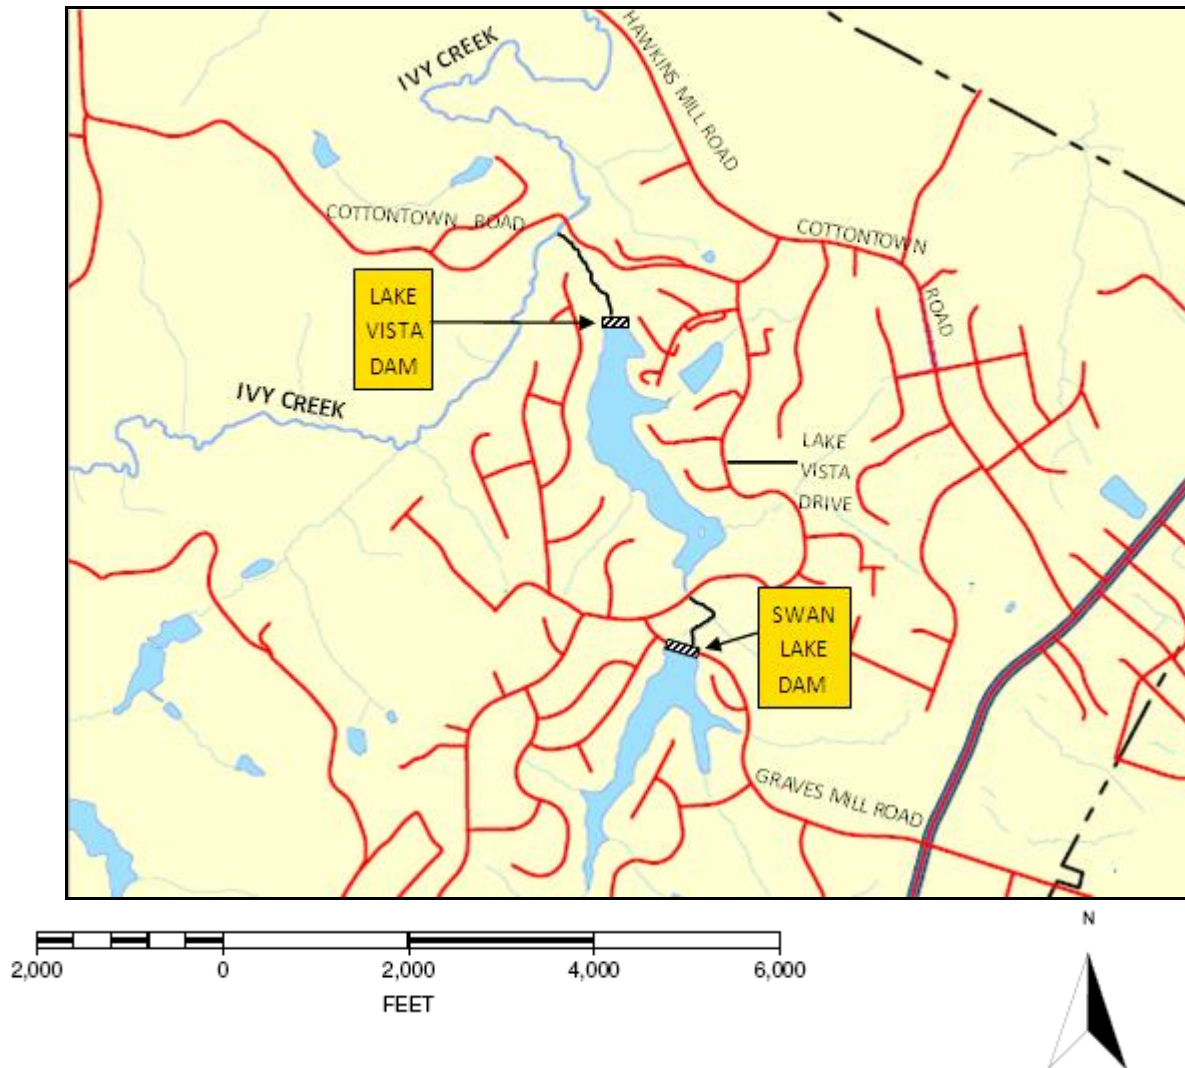 HAWKINS MILL ROAD
IVY CREEK
COTTONTOWN ROAD
COTTONTOWN
ROAD
LAKE
VISTA
DAM
IVY CREEK
LAKE
VISTA
DRIVE
SWAN
LAKE
DAM
GRAVES MILL ROAD
N
2,000
0
2,000
4,000
6,000
FEET